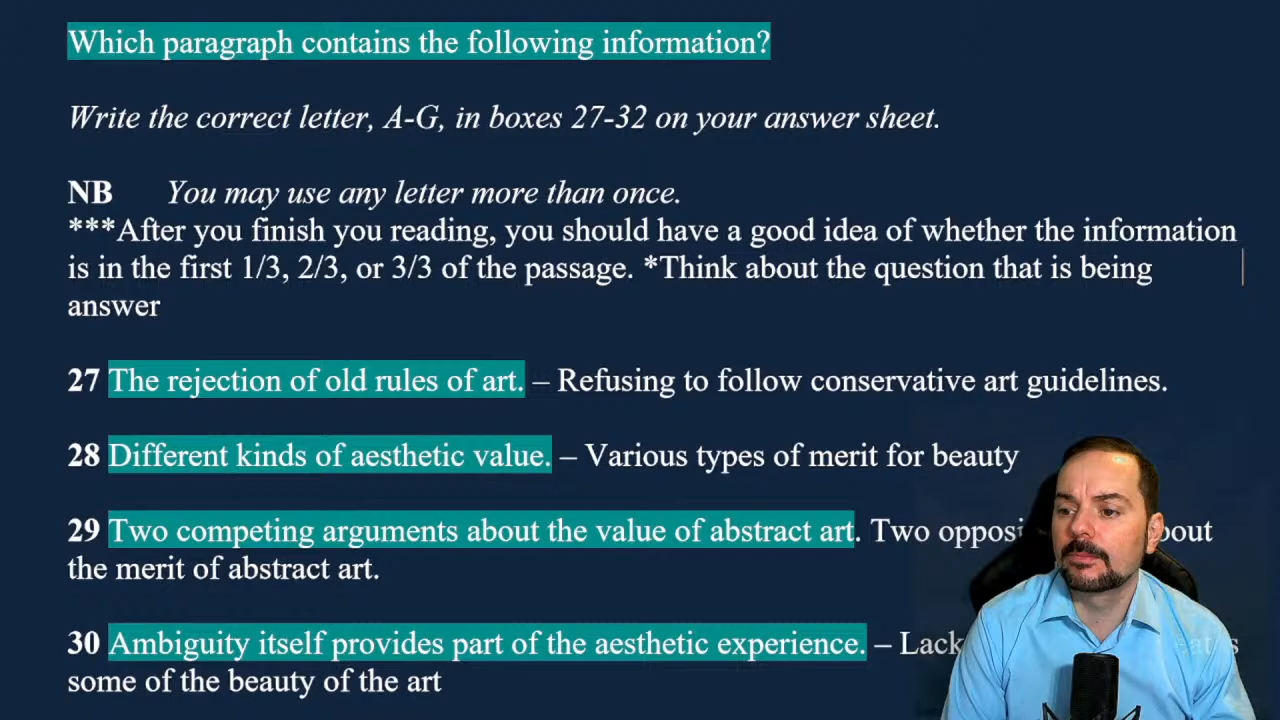 Which paragraph contains the following information?
Write the correct letter, A-G, in boxes 27-32 on your answer sheet.
NB You may use any letter more than once.
***After you finish you reading, you should have a good idea of whether the information
is in the first 1/3, 2/3, or 3/3 of the passage. *Think about the question that is being
answer
27 The rejection of old rules of art. – Refusing to follow conservative art guidelines.
28 Different kinds of aesthetic value. – Various types of merit for beauty
29 Two competing arguments about the value of abstract art. Two
the merit of abstract art.
30 Ambiguity itself provides part of the aesthetic experience. –
some of the beauty of the art